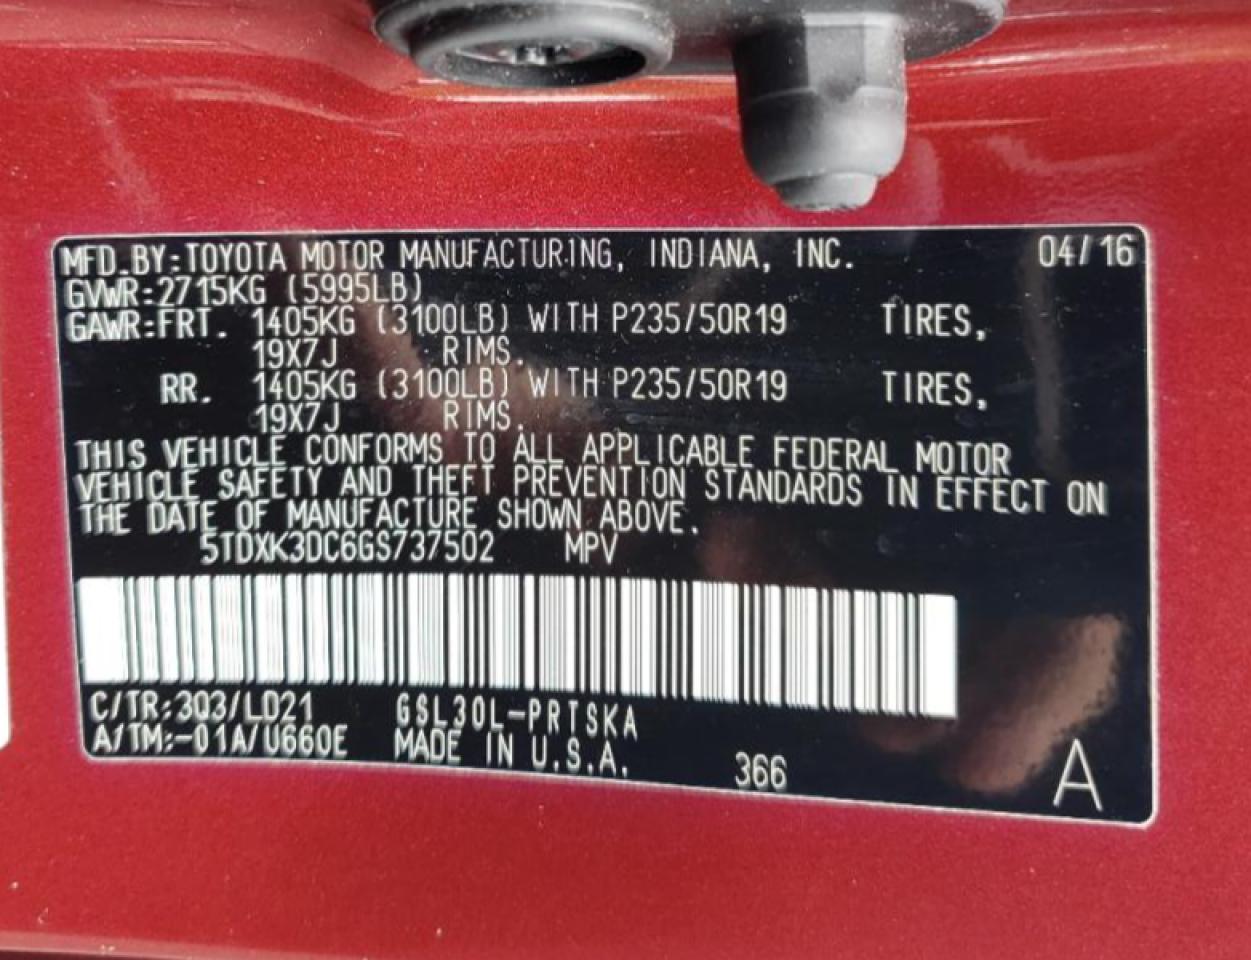 MFD.BY:TOYOTA MOTOR MANUFACTURING, INDIANA, INC. 04/16
GVWR:2715KG (5995LB)
GAWR:FRT. 1405KG (3100LB) WITH P235/50R19 TIRES,
19X7J RIMS.
RR. 1405KG (3100LB) WITH P235/50R19 TIRES,
19X7J RIMS.
THIS VEHICLE CONFORMS TO ALL APPLICABLE FEDERAL MOTOR
VEHICLE SAFETY AND THEFT PREVENTION STANDARDS IN EFFECT ON
THE DATE OF MANUFACTURE SHOWN ABOVE.
5TDXK3DC6GS737502 MPV
C/TR:3Q3/LD21 GSL30L-PRTSKA
A/TM:-01A/U660E MADE IN U.S.A. 366 A